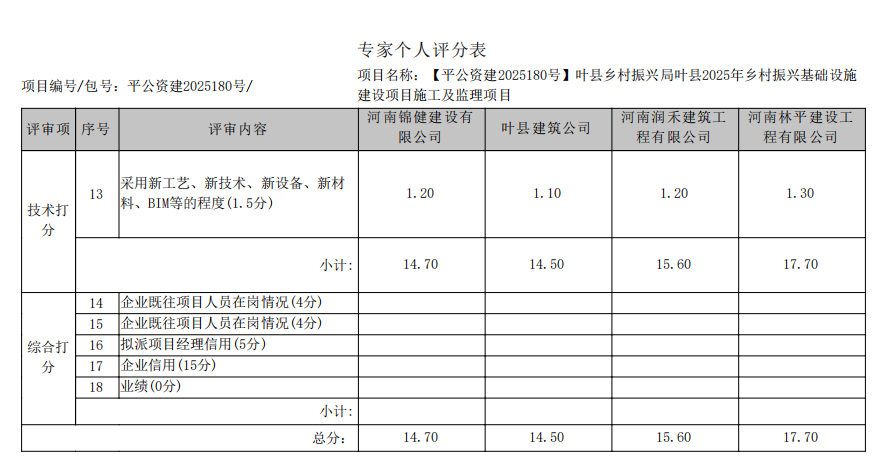 专家个人评分表
项目编号/包号: 平公资建2025180号/
项目名称: 【平公资建2025180号】叶县乡村振兴局叶县2025年乡村振兴基础设施
建设项目施工及监理项目
评审项 序号 评审内容 河南锦健建设有 叶县建筑公司 河南润禾建筑工 河南林平建设工
限公司 程有限公司 程有限公司
技术打
分
13 采用新工艺、新技术、新设备、新材 1.20 1.10 1.20 1.30
料、BIM等的程度(1.5分)
小计: 14.70 14.50 15.60 17.70
综合打
分
14 企业既往项目人员在岗情况(4分)
15 企业既往项目人员在岗情况(4分)
16 拟派项目经理信用(5分)
17 企业信用(15分)
18 业绩(0分)
小计:
总分: 14.70 14.50 15.60 17.70